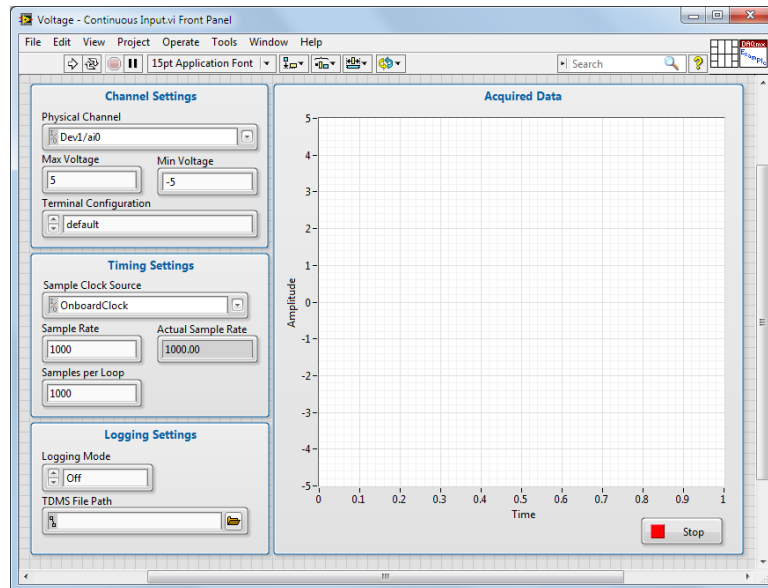 Voltage - Continuous Input.vi Front Panel
File Edit View Project Operate Tools Window Help
15pt Application Font
Search
?
DAQmx
Example
Channel Settings
Physical Channel
Dev1/ai0
Max Voltage Min Voltage
5 -5
Terminal Configuration
default
Timing Settings
Sample Clock Source
OnboardClock
Sample Rate Actual Sample Rate
1000 1000.00
Samples per Loop
1000
Logging Settings
Logging Mode
Off
TDMS File Path
Acquired Data
Amplitude
5
4
3
2
1
0
-1
-2
-3
-4
-5
0 0.1 0.2 0.3 0.4 0.5 0.6 0.7 0.8 0.9 1
Time
Stop